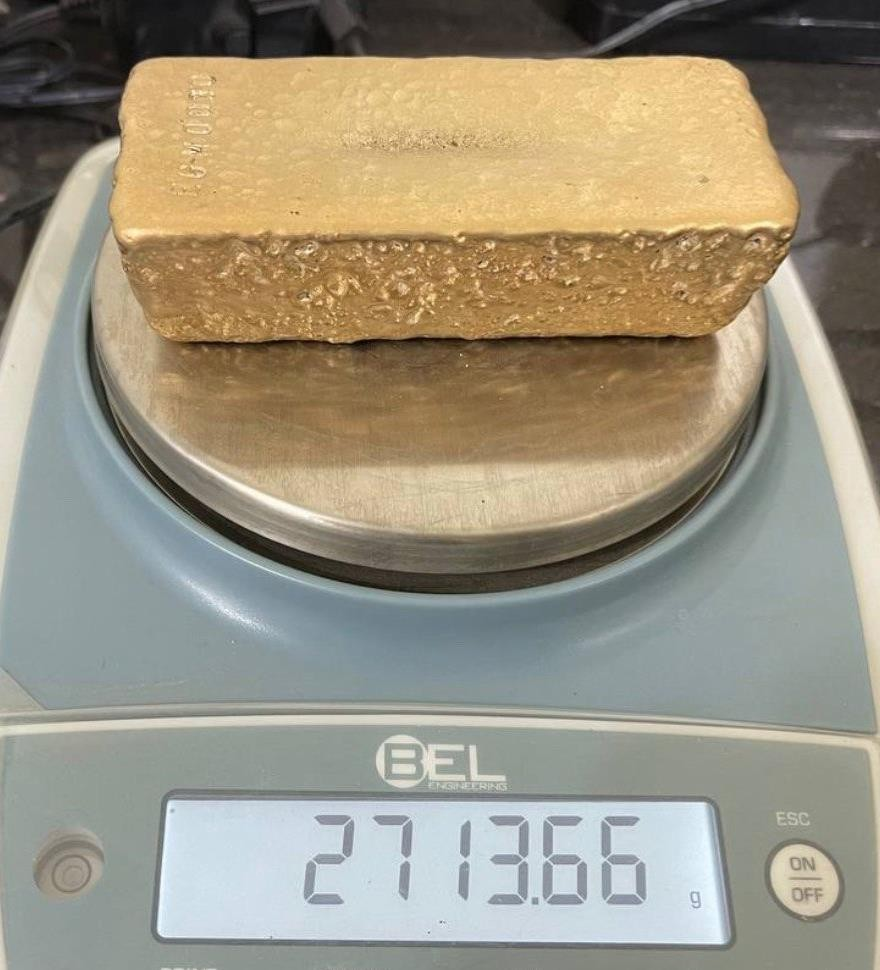 BEL
ENGINEERING
2713.66 g
ESC
ON
OFF